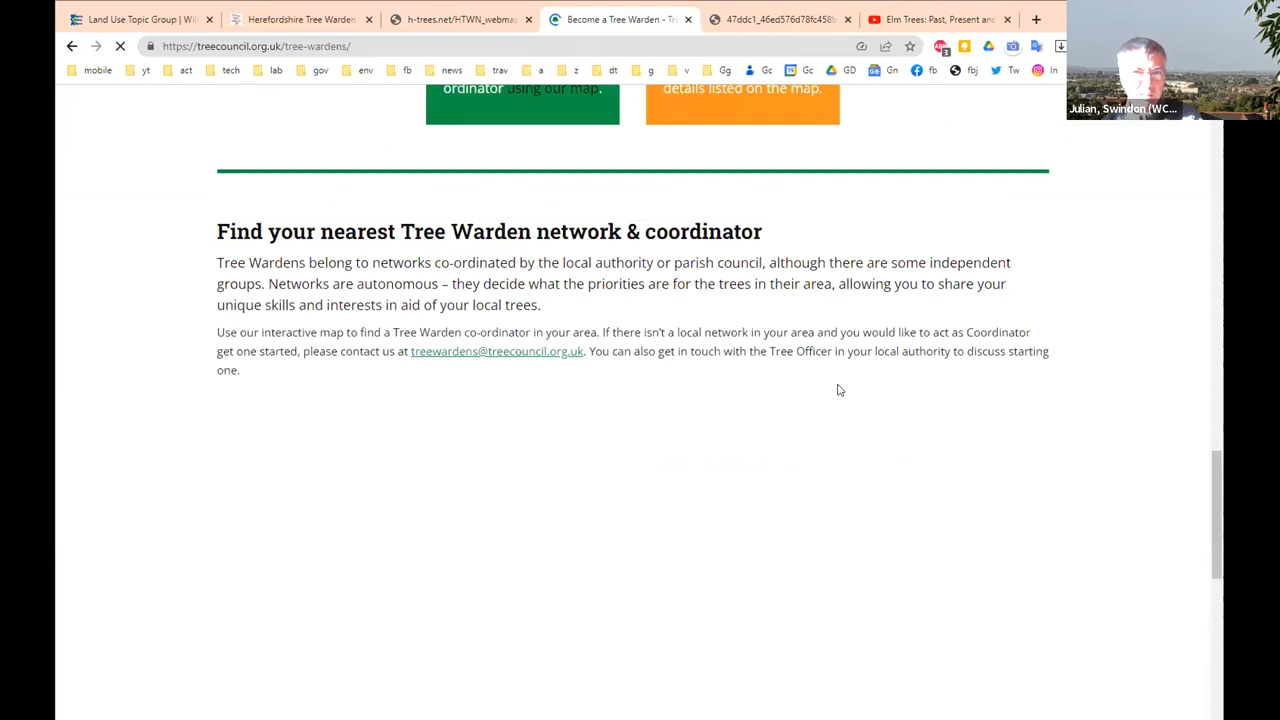 Land Use Topic Group | Wil
Herefordshire Tree Warden
h-trees.net/HTWN_webmap
Become a Tree Warden - Tr
47ddc1_46ed576d78fc458b
Elm Trees: Past, Present and
https://treecouncil.org.uk/tree-wardens/
mobile yt act tech lab gov env fb news trav a z dt g v Gg Gc Gc GD Gn fb fbj Tw In
Julian, Swindon (WC...
ordinator using our map.
details listed on the map.
Find your nearest Tree Warden network & coordinator
Tree Wardens belong to networks co-ordinated by the local authority or parish council, although there are some independent
groups. Networks are autonomous – they decide what the priorities are for the trees in their area, allowing you to share your
unique skills and interests in aid of your local trees.
Use our interactive map to find a Tree Warden co-ordinator in your area. If there isn't a local network in your area and you would like to act as Coordinator
get one started, please contact us at treewardens@treecouncil.org.uk. You can also get in touch with the Tree Officer in your local authority to discuss starting
one.